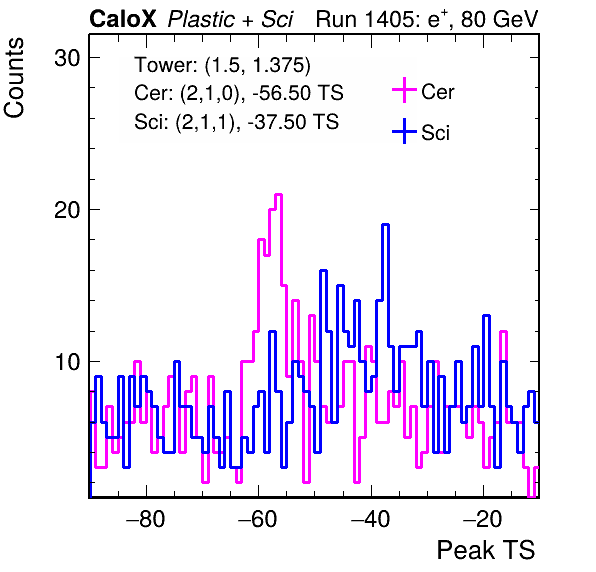 CaloX Plastic + Sci Run 1405: e⁺, 80 GeV
Counts
30
20
10
Tower: (1.5, 1.375)
Cer: (2,1,0), -56.50 TS
Sci: (2,1,1), -37.50 TS
Cer
Sci
−80 −60 −40 −20
Peak TS